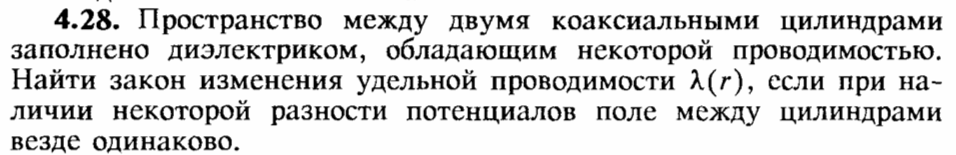 4.28. Пространство между двумя коаксиальными цилиндрами
заполнено диэлектриком, обладающим некоторой проводимостью.
Найти закон изменения удельной проводимости λ(r), если при на-
личии некоторой разности потенциалов поле между цилиндрами
везде одинаково.